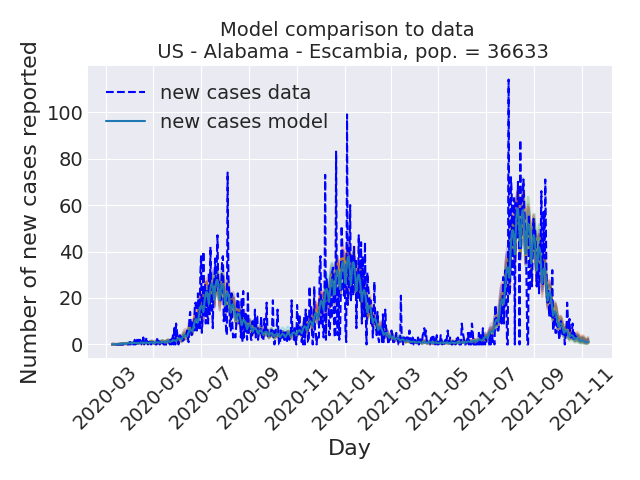 Model comparison to data
US - Alabama - Escambia, pop. = 36633
Number of new cases reported
new cases data
new cases model
100
80
60
40
20
0
2020-03
2020-05
2020-07
2020-09
2020-11
2021-01
2021-03
2021-05
2021-07
2021-09
2021-11
Day